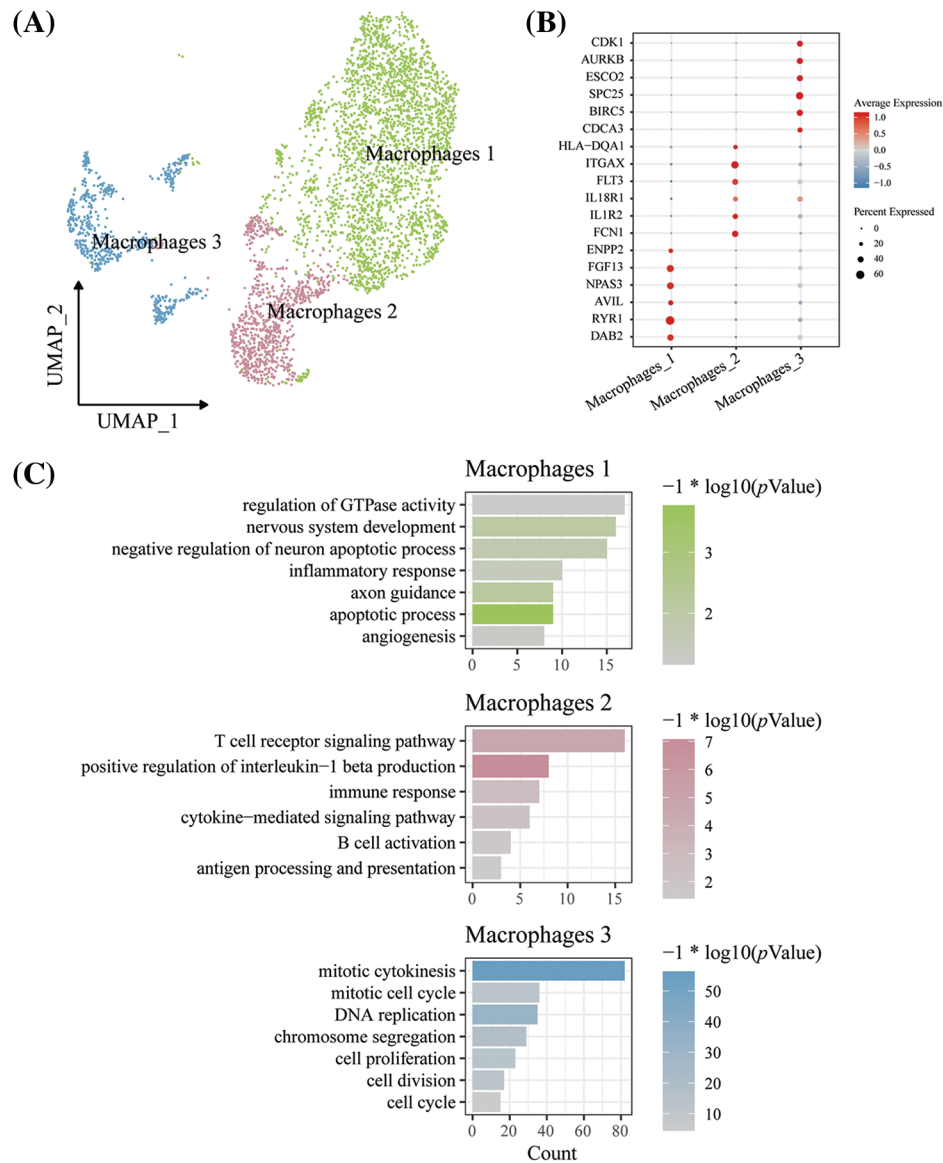 (A)
Macrophages 1
Macrophages 3
Macrophages 2
UMAP_2
UMAP_1
(B)
CDK1
AURKB
ESCO2
SPC25
BIRC5
CDCA3
HLA−DQA1
ITGAX
FLT3
IL18R1
IL1R2
FCN1
ENPP2
FGF13
NPAS3
AVIL
RYR1
DAB2
Macrophages_1
Macrophages_2
Macrophages_3
Average Expression
1.0
0.5
0.0
−0.5
−1.0
Percent Expressed
0
20
40
60
(C)
Macrophages 1
regulation of GTPase activity
nervous system development
negative regulation of neuron apoptotic process
inflammatory response
axon guidance
apoptotic process
angiogenesis
0 5 10 15
−1 * log10(pValue)
3
2
Macrophages 2
T cell receptor signaling pathway
positive regulation of interleukin−1 beta production
immune response
cytokine−mediated signaling pathway
B cell activation
antigen processing and presentation
0 5 10 15
−1 * log10(pValue)
7
6
5
4
3
2
Macrophages 3
mitotic cytokinesis
mitotic cell cycle
DNA replication
chromosome segregation
cell proliferation
cell division
cell cycle
0 20 40 60 80
Count
−1 * log10(pValue)
50
40
30
20
10